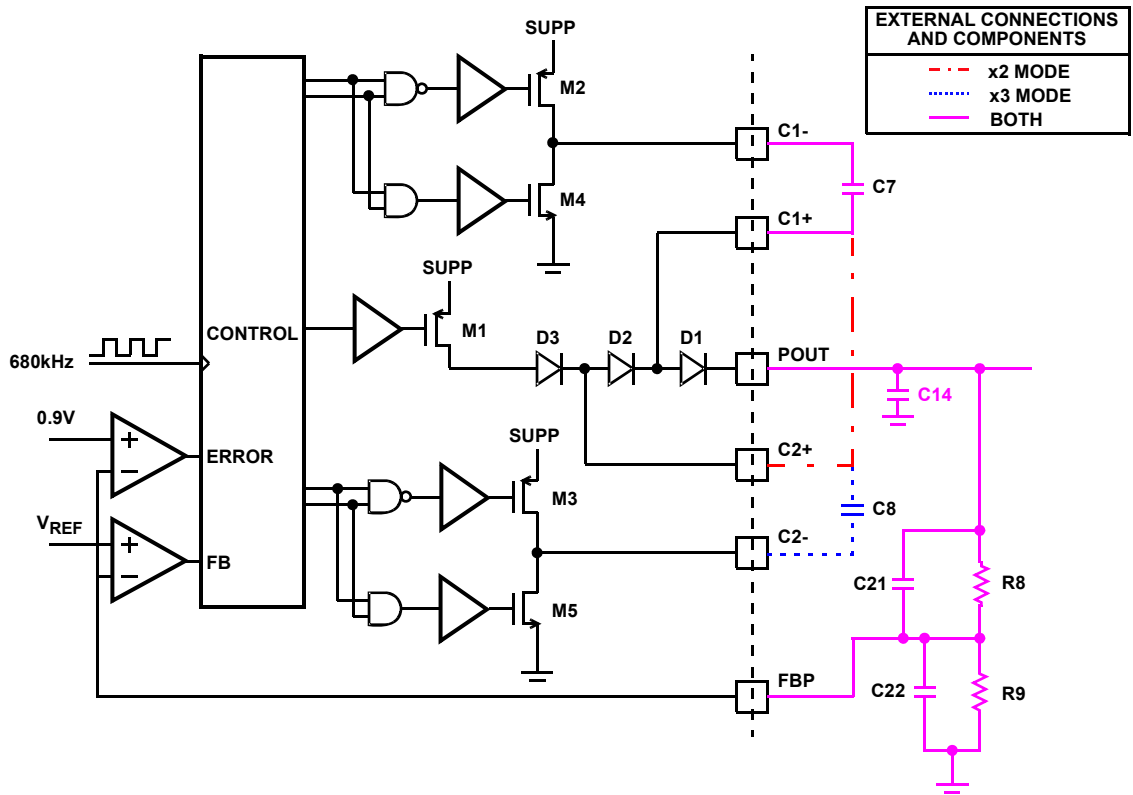 EXTERNAL CONNECTIONS
AND COMPONENTS
x2 MODE
x3 MODE
BOTH
SUPP
M2
C1-
C7
M4
C1+
SUPP
M1
CONTROL
D3
D2
D1
POUT
680kHz
C14
0.9V
SUPP
C2+
ERROR
M3
C8
VREF
C2-
FB
C21
R8
M5
FBP
C22
R9